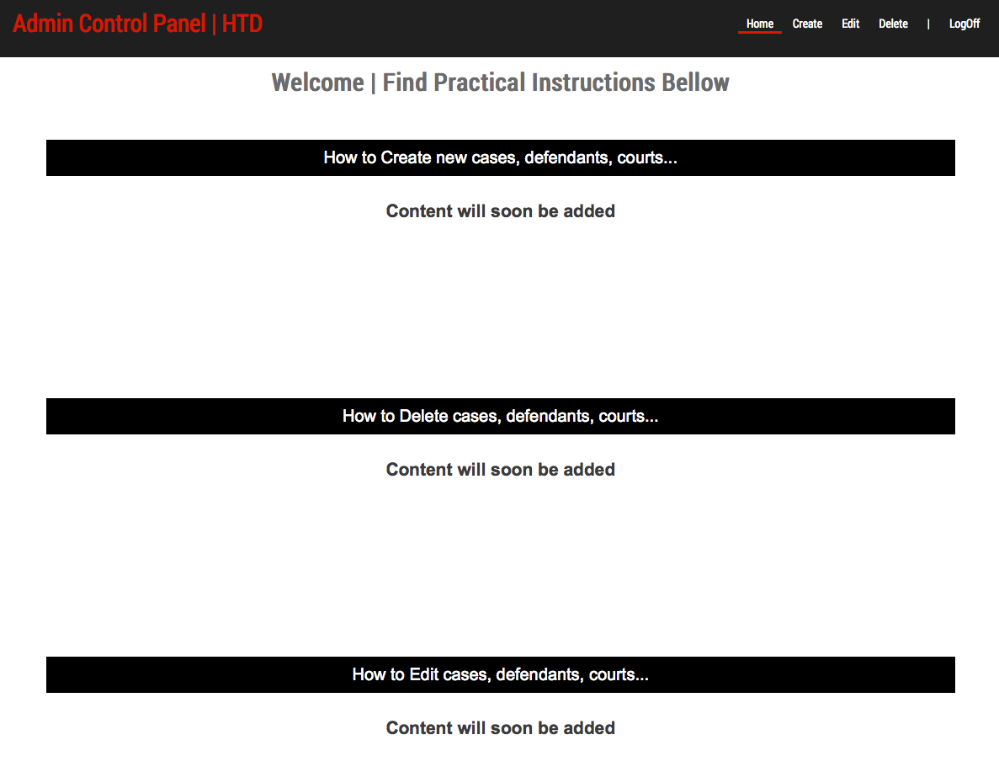 Admin Control Panel | HTD
Home Create Edit Delete | LogOff
Welcome | Find Practical Instructions Bellow
How to Create new cases, defendants, courts...
Content will soon be added
How to Delete cases, defendants, courts...
Content will soon be added
How to Edit cases, defendants, courts...
Content will soon be added